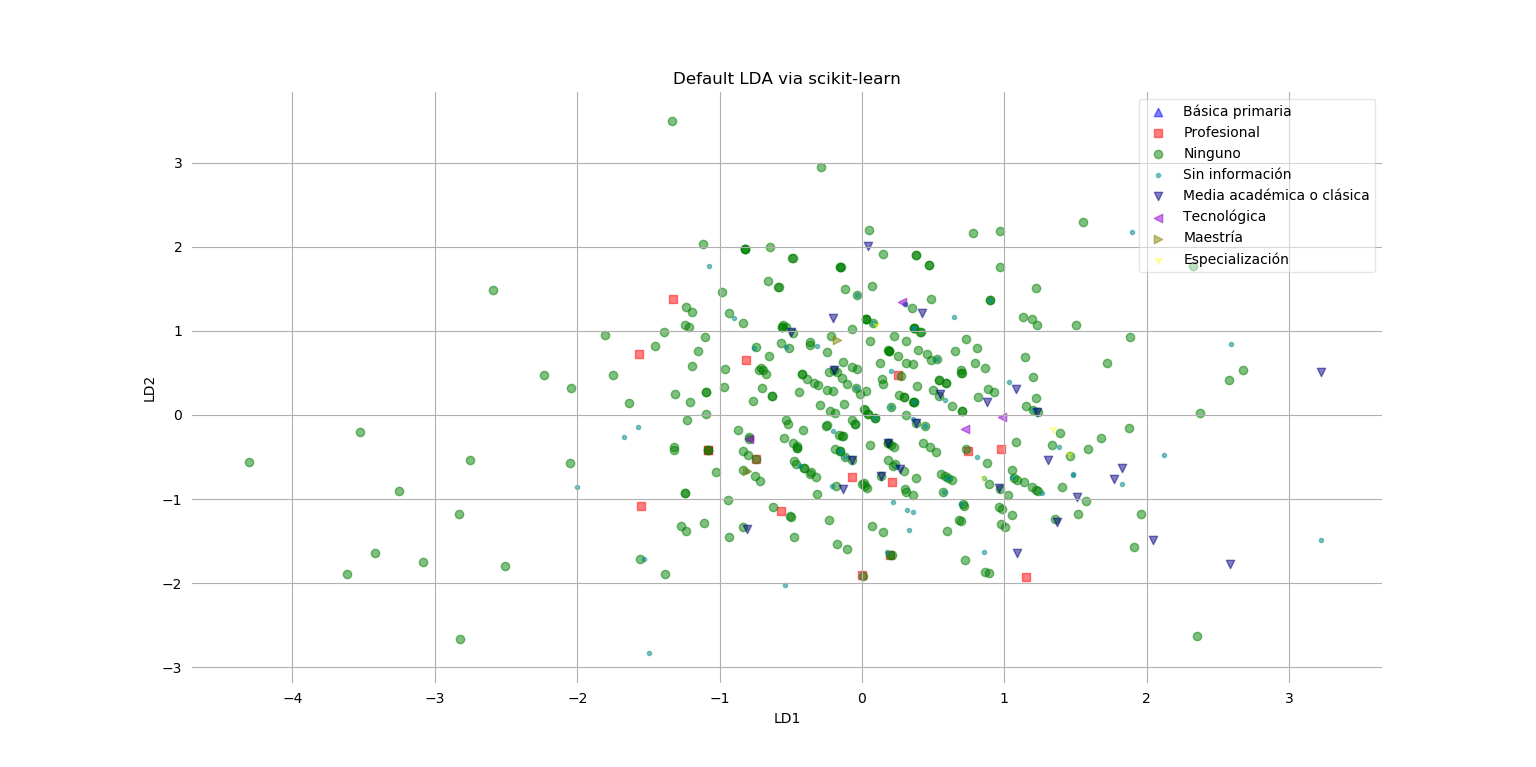 Default LDA via scikit-learn
Básica primaria
Profesional
Ninguno
Sin información
Media académica o clásica
Tecnológica
Maestría
Especialización
3
2
1
0
−1
−2
−3
LD2
−4 −3 −2 −1 0 1 2 3
LD1